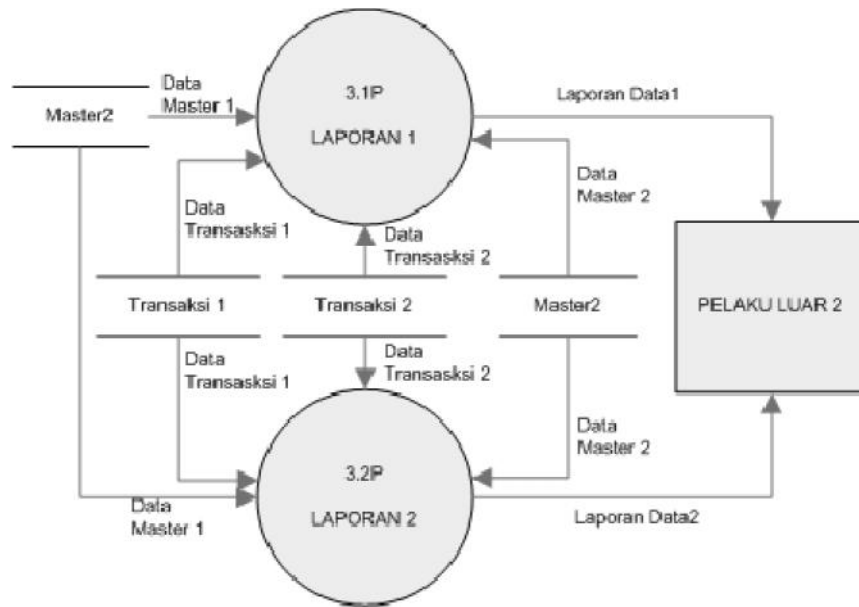 Data
Master 1
Master2
3.1P
LAPORAN 1
Laporan Data1
Data
Transasksi 1
Data
Transasksi 2
Data
Master 2
Transaksi 1
Transaksi 2
Master2
PELAKU LUAR 2
Data
Transasksi 1
Data
Transasksi 2
Data
Master 2
3.2P
LAPORAN 2
Data
Master 1
Laporan Data2